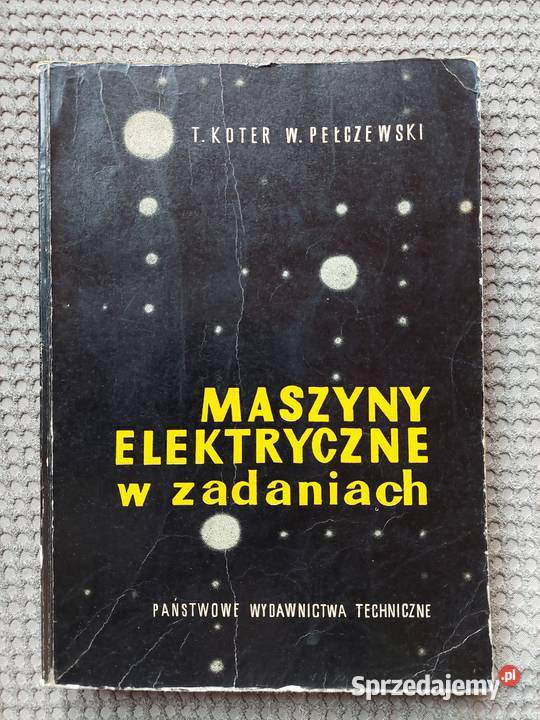 T. KOTER W. PEŁCZEWSKI
MASZYNY
ELEKTRYCZNE
w zadaniach
PAŃSTWOWE WYDAWNICTWA TECHNICZNE
Sprzedajemy.pl